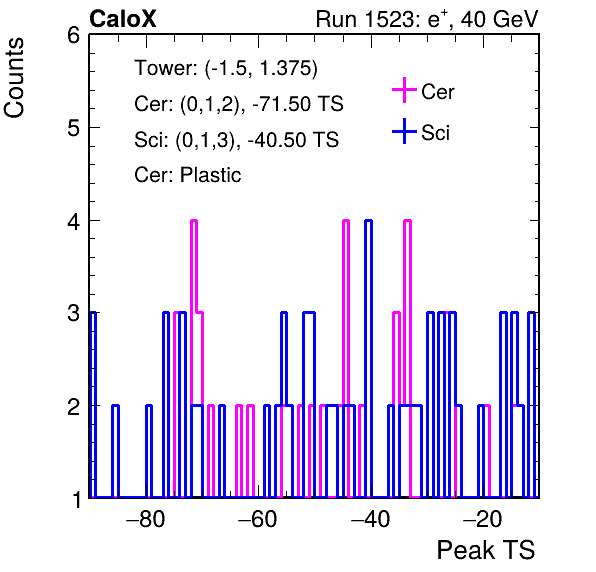 CaloX Run 1523: e⁺, 40 GeV
Counts
6
Tower: (-1.5, 1.375)
Cer: (0,1,2), -71.50 TS
Sci: (0,1,3), -40.50 TS
Cer: Plastic
Cer
Sci
5
4
3
2
1
−80 −60 −40 −20
Peak TS